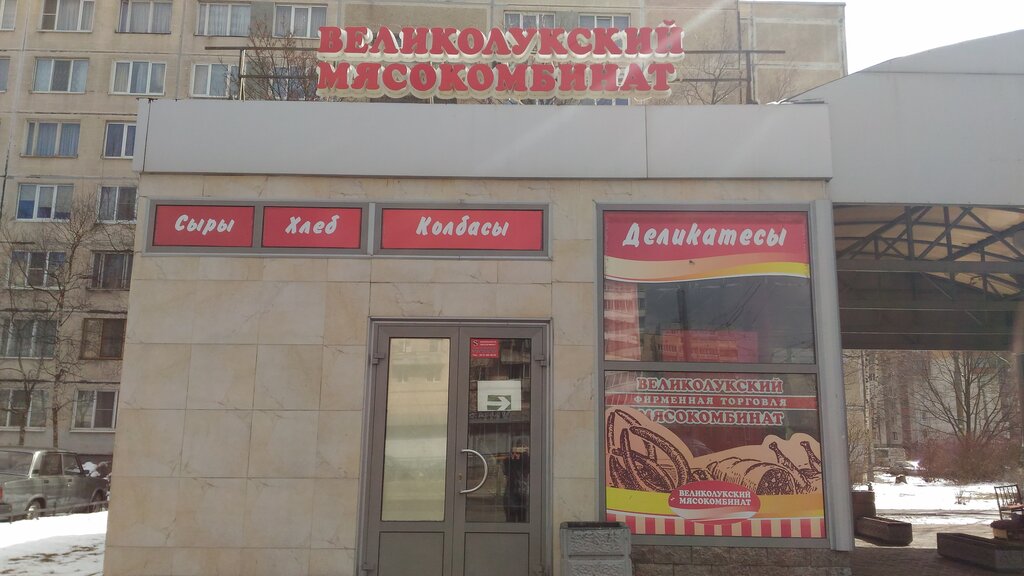 ВЕЛИКОЛУКСКИЙ
МЯСОКОМБИНАТ
Сыры
Хлеб
Колбасы
Деликатесы
ВЕЛИКОЛУКСКИЙ
ФИРМЕННАЯ ТОРГОВЛЯ
МЯСОКОМБИНАТ
ВЕЛИКОЛУКСКИЙ
МЯСОКОМБИНАТ